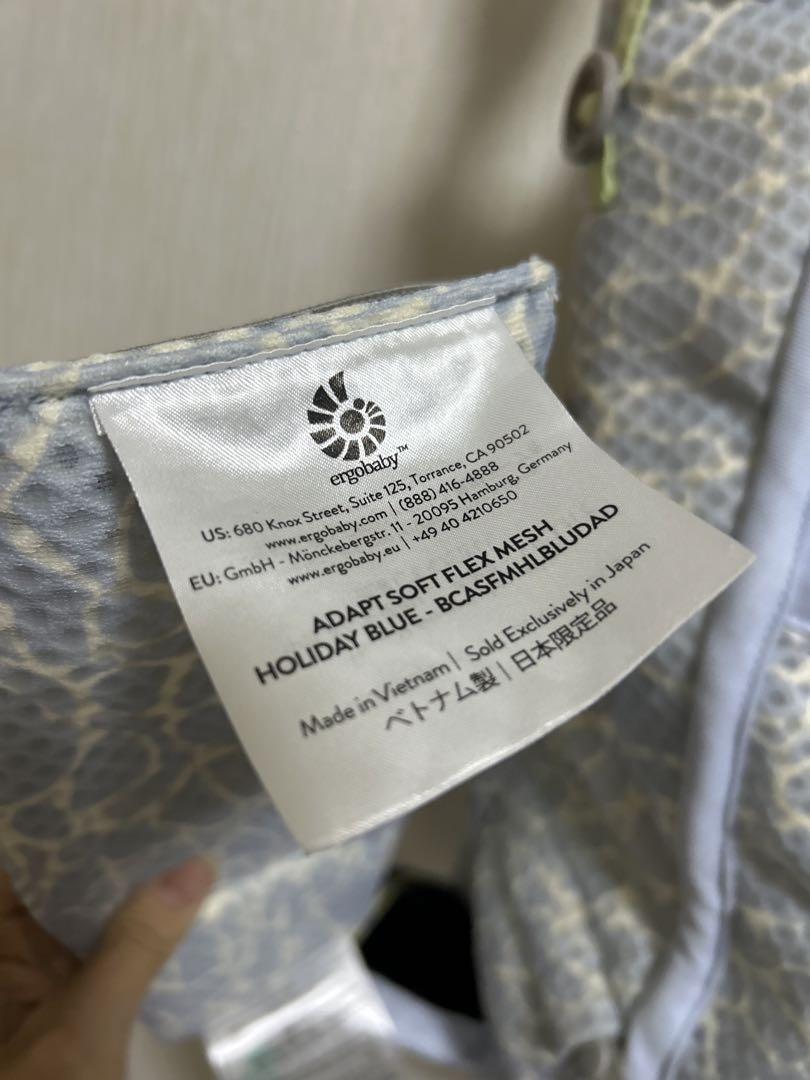 ergobaby™
US: 680 Knox Street, Suite 125, Torrance, CA 90502
www.ergobaby.com | (888) 416-4888
EU: GmbH - Mönckebergstr. 11 - 20095 Hamburg, Germany
www.ergobaby.eu | +49 40 4210650
ADAPT SOFT FLEX MESH
HOLIDAY BLUE - BCASFMHLBLUDAD
Made in Vietnam | Sold Exclusively in Japan
ベトナム製 | 日本限定品